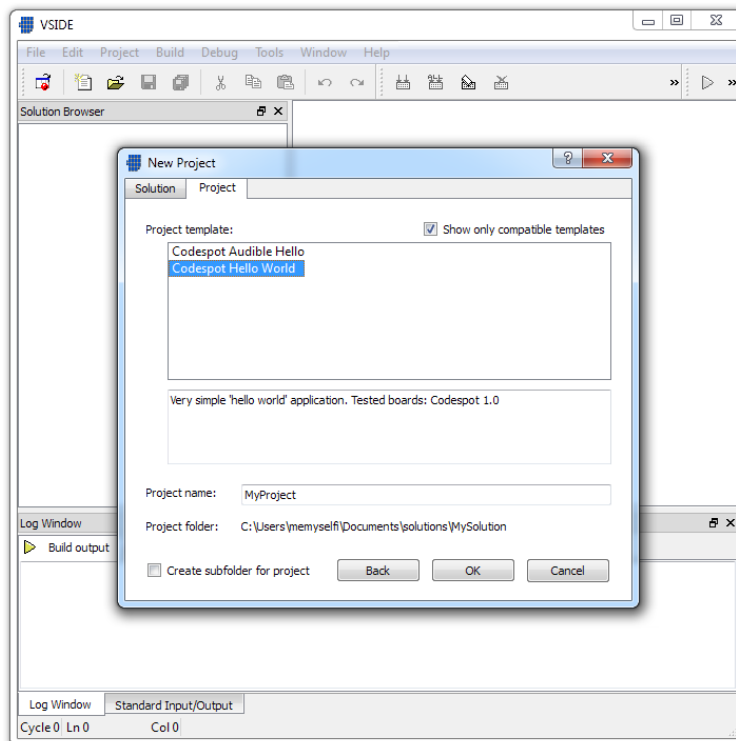 VSIDE
File Edit Project Build Debug Tools Window Help
Solution Browser
New Project
Solution Project
Project template:
Show only compatible templates
Codespot Audible Hello
Codespot Hello World
Very simple 'hello world' application. Tested boards: Codespot 1.0
Project name: MyProject
Project folder: C:\Users\memyselfi\Documents\solutions\MySolution
Create subfolder for project
Back OK Cancel
Log Window
Build output
Log Window Standard Input/Output
Cycle 0 Ln 0 Col 0